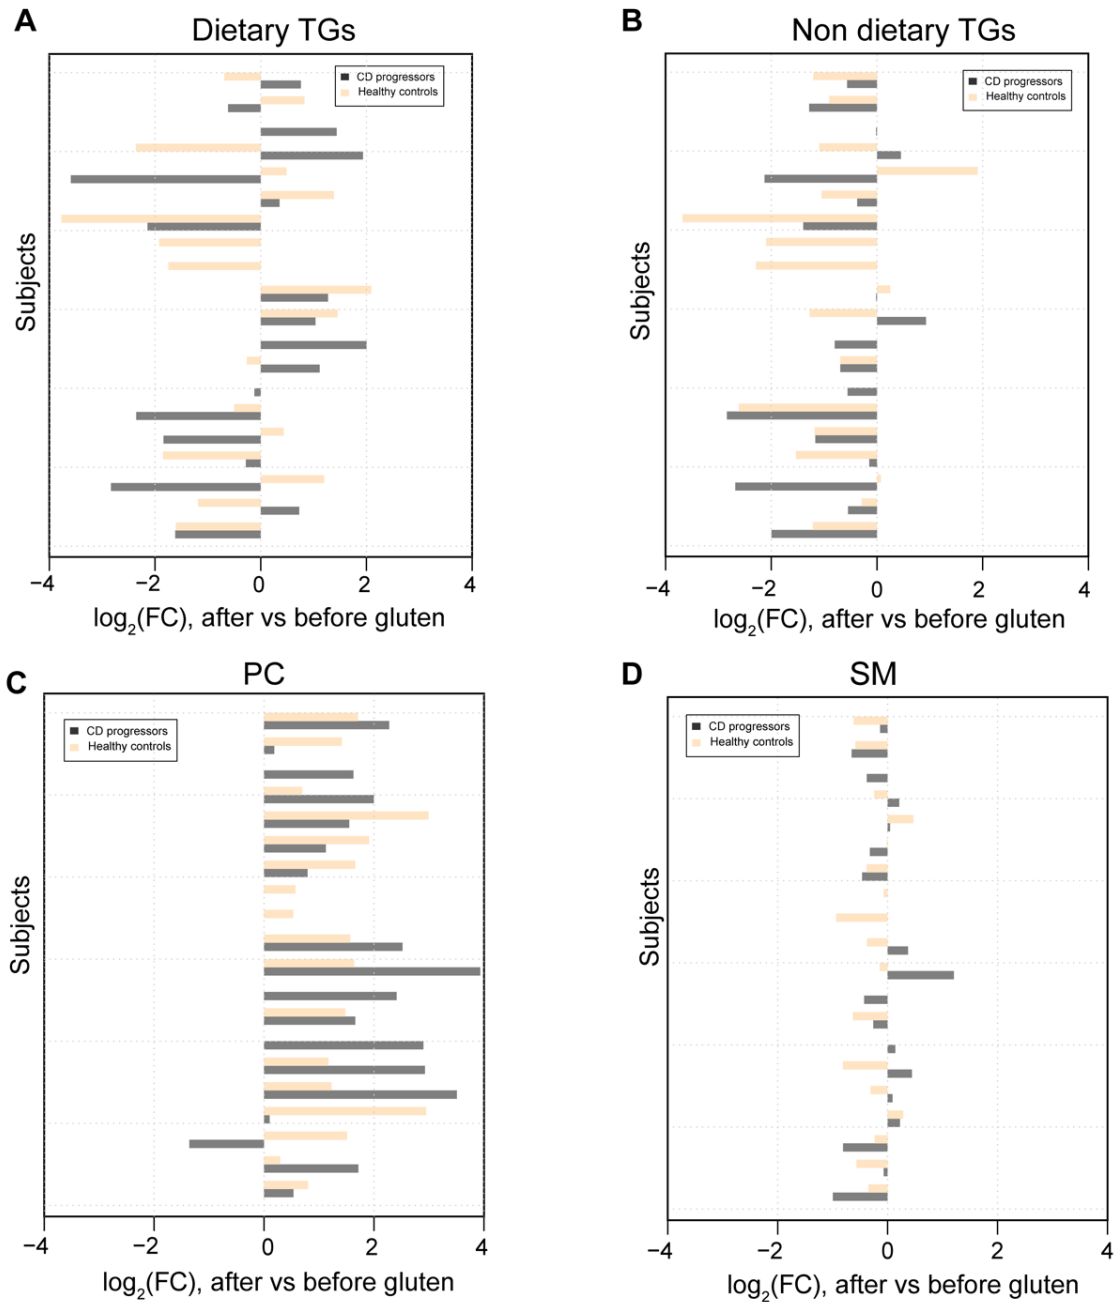 A
Dietary TGs
CD progressors
Healthy controls
Subjects
−4 −2 0 2 4
log2(FC), after vs before gluten
B
Non dietary TGs
CD progressors
Healthy controls
Subjects
−4 −2 0 2 4
log2(FC), after vs before gluten
C
PC
CD progressors
Healthy controls
Subjects
−4 −2 0 2 4
log2(FC), after vs before gluten
D
SM
CD progressors
Healthy controls
Subjects
−4 −2 0 2 4
log2(FC), after vs before gluten